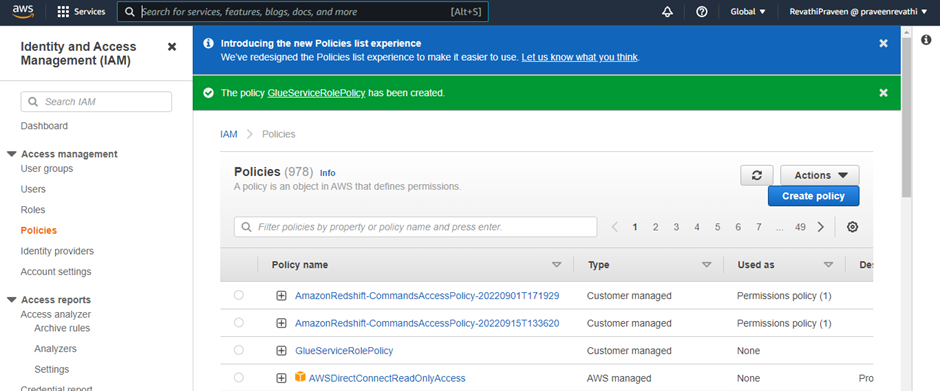 aws
Services
Search for services, features, blogs, docs, and more
[Alt+S]
Global
RevathiPraveen @ praveenrevathi
Identity and Access
Management (IAM)
Search IAM
Dashboard
Access management
User groups
Users
Roles
Policies
Identity providers
Account settings
Access reports
Access analyzer
Archive rules
Analyzers
Settings
Credential report
Introducing the new Policies list experience
We've redesigned the Policies list experience to make it easier to use. Let us know what you think.
The policy GlueServiceRolePolicy has been created.
IAM > Policies
Policies (978) Info
A policy is an object in AWS that defines permissions.
Actions
Create policy
Filter policies by property or policy name and press enter.
< 1 2 3 4 5 6 7 ... 49 >
Policy name Type Used as Des
AmazonRedshift-CommandsAccessPolicy-20220901T171929 Customer managed Permissions policy (1)
AmazonRedshift-CommandsAccessPolicy-20220915T133620 Customer managed Permissions policy (1)
GlueServiceRolePolicy Customer managed None
AWSDirectConnectReadOnlyAccess AWS managed None Pro